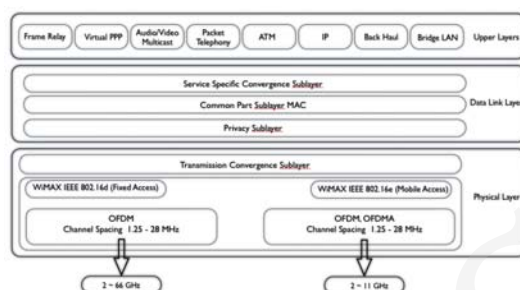 Frame Relay
Virtual PPP
Audio/Video
Multicast
Packet
Telephony
ATM
IP
Back Haul
Bridge LAN
Upper Layers
Service Specific Convergence Sublayer
Common Part Sublayer MAC
Privacy Sublayer
Data Link Laye
Transmission Convergence Sublayer
WiMAX IEEE 802.16d (Fixed Access)
WiMAX IEEE 802.16e (Mobile Access)
OFDM
Channel Spacing 1.25 - 28 MHz
OFDM, OFDMA
Channel Spacing 1.25 - 28 MHz
Physical Layer
2 ~ 66 GHz
2 ~ 11 GHz